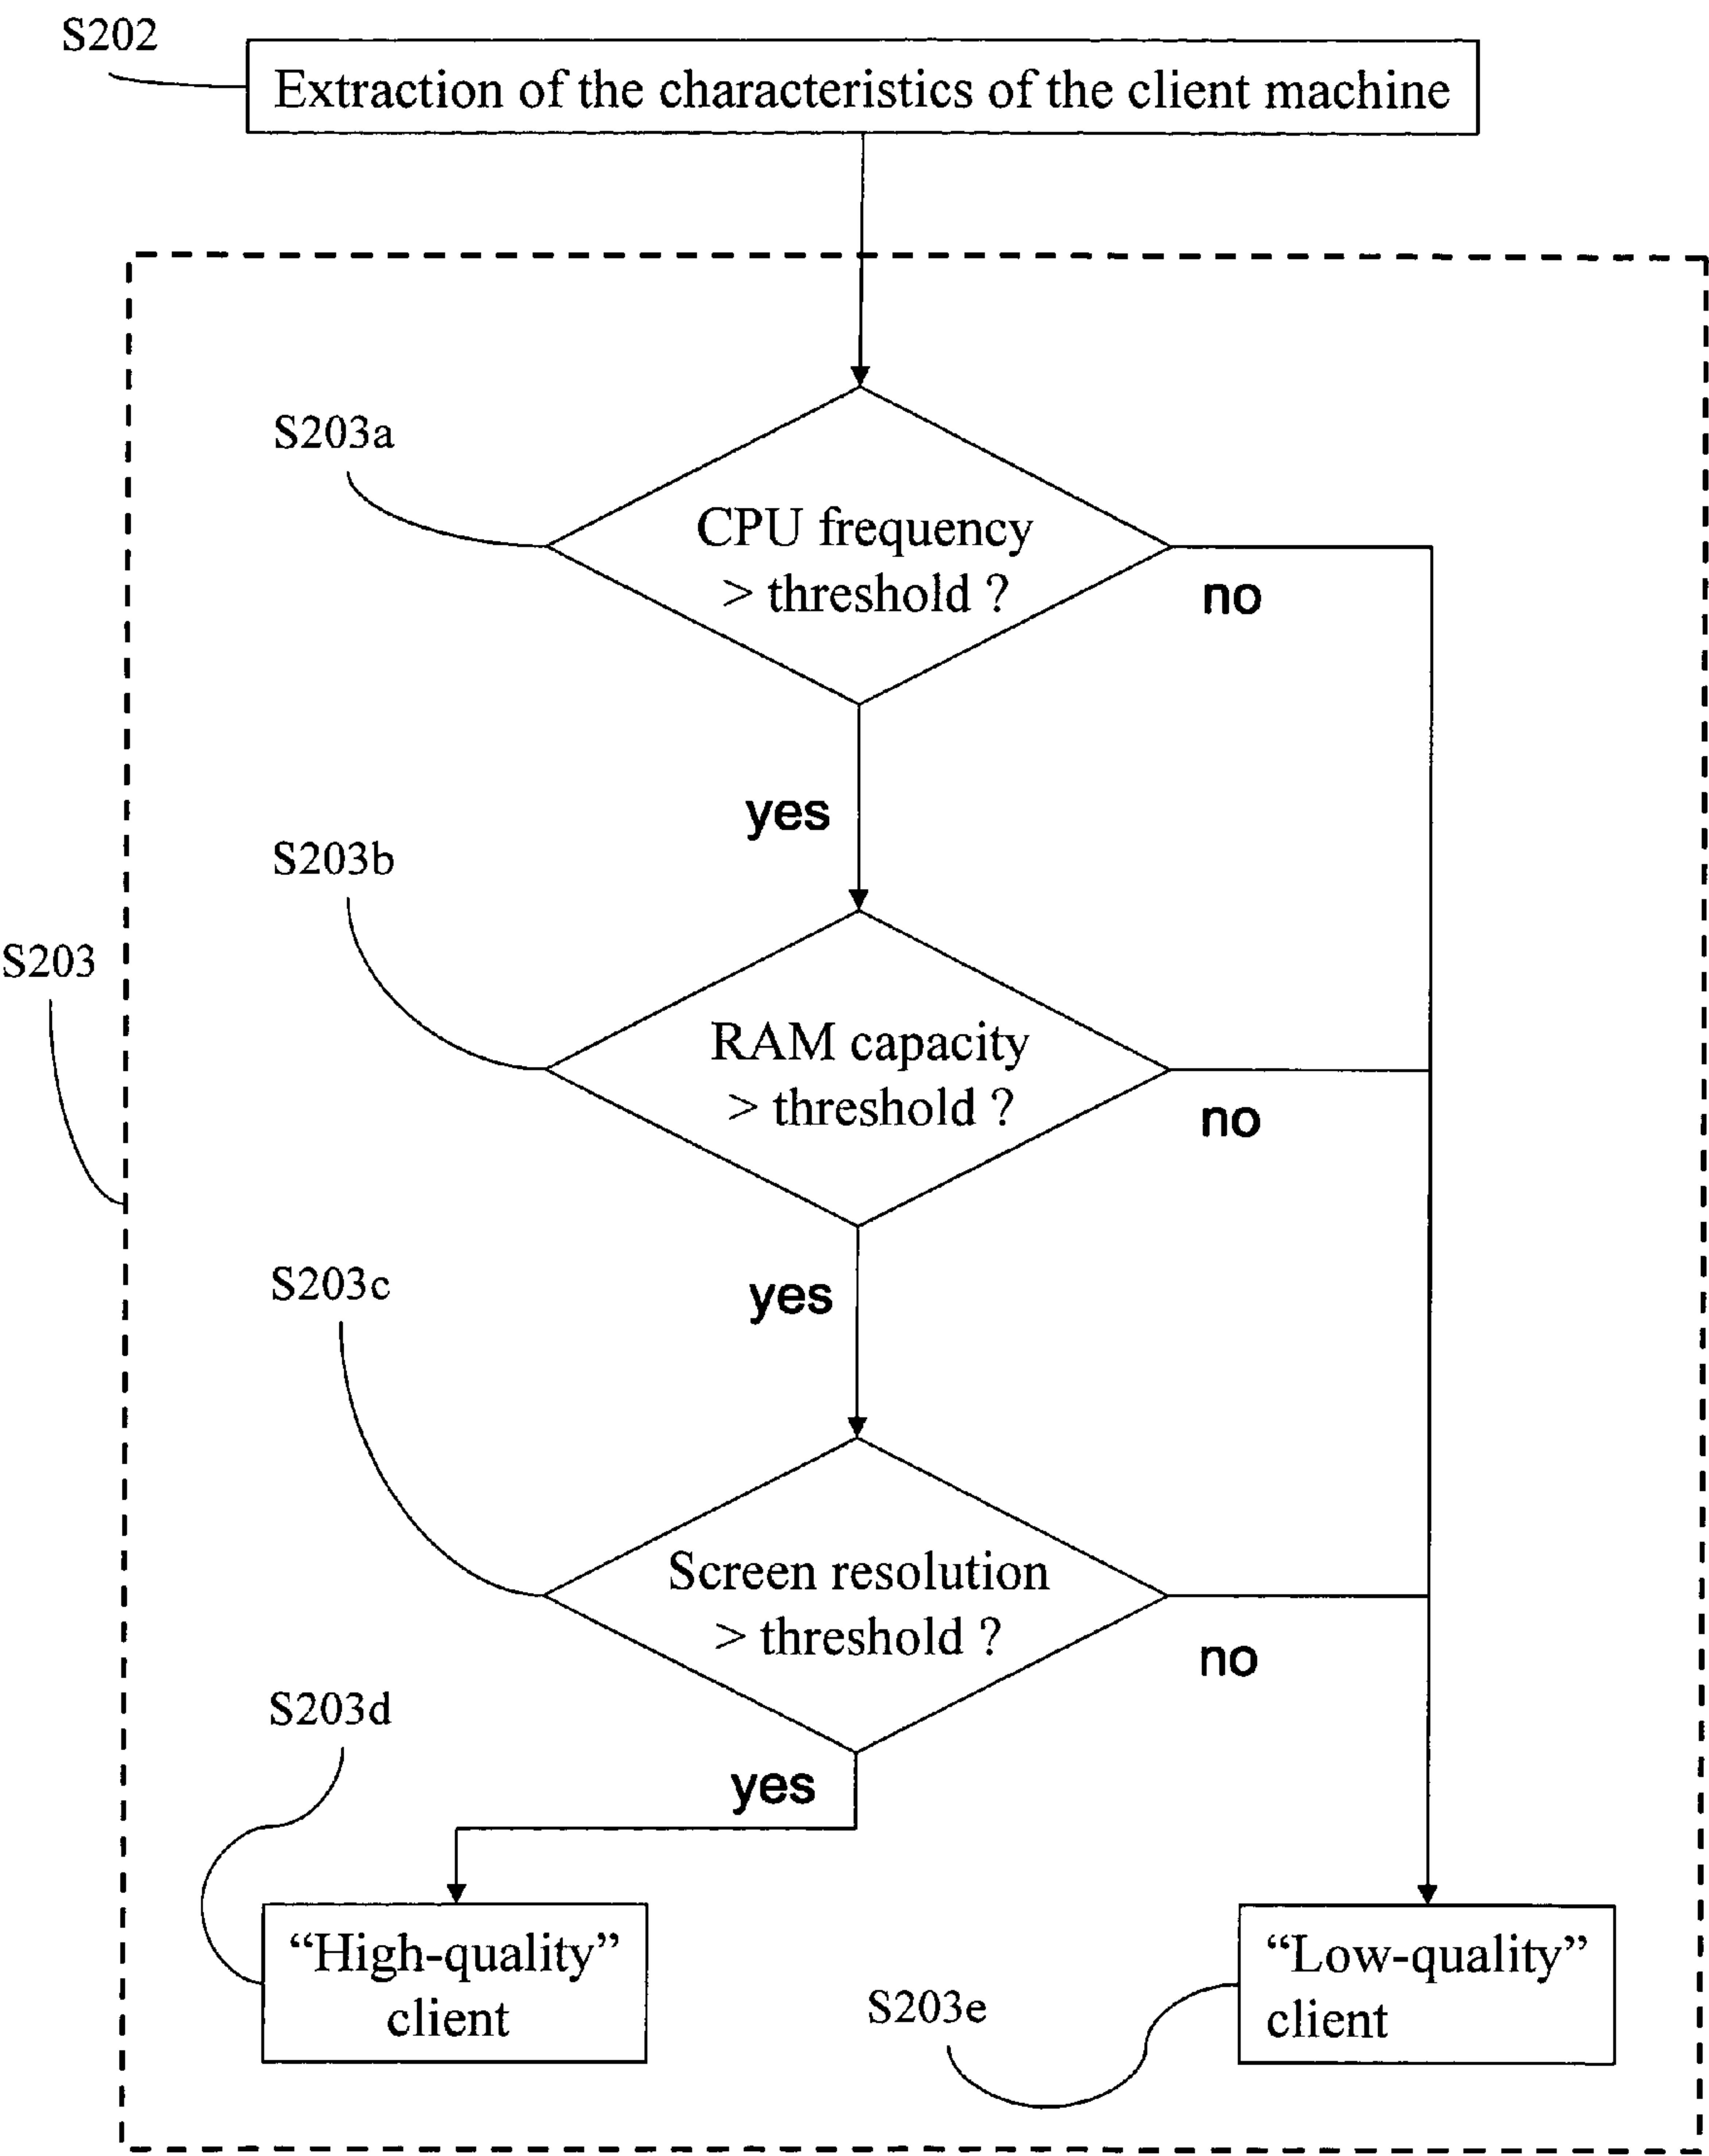 S202
Extraction of the characteristics of the client machine
S203a
CPU frequency
> threshold ?
no
yes
S203b
S203
RAM capacity
> threshold ?
no
yes
S203c
Screen resolution
> threshold ?
no
S203d
yes
“High-quality”
client
“Low-quality”
client
S203e